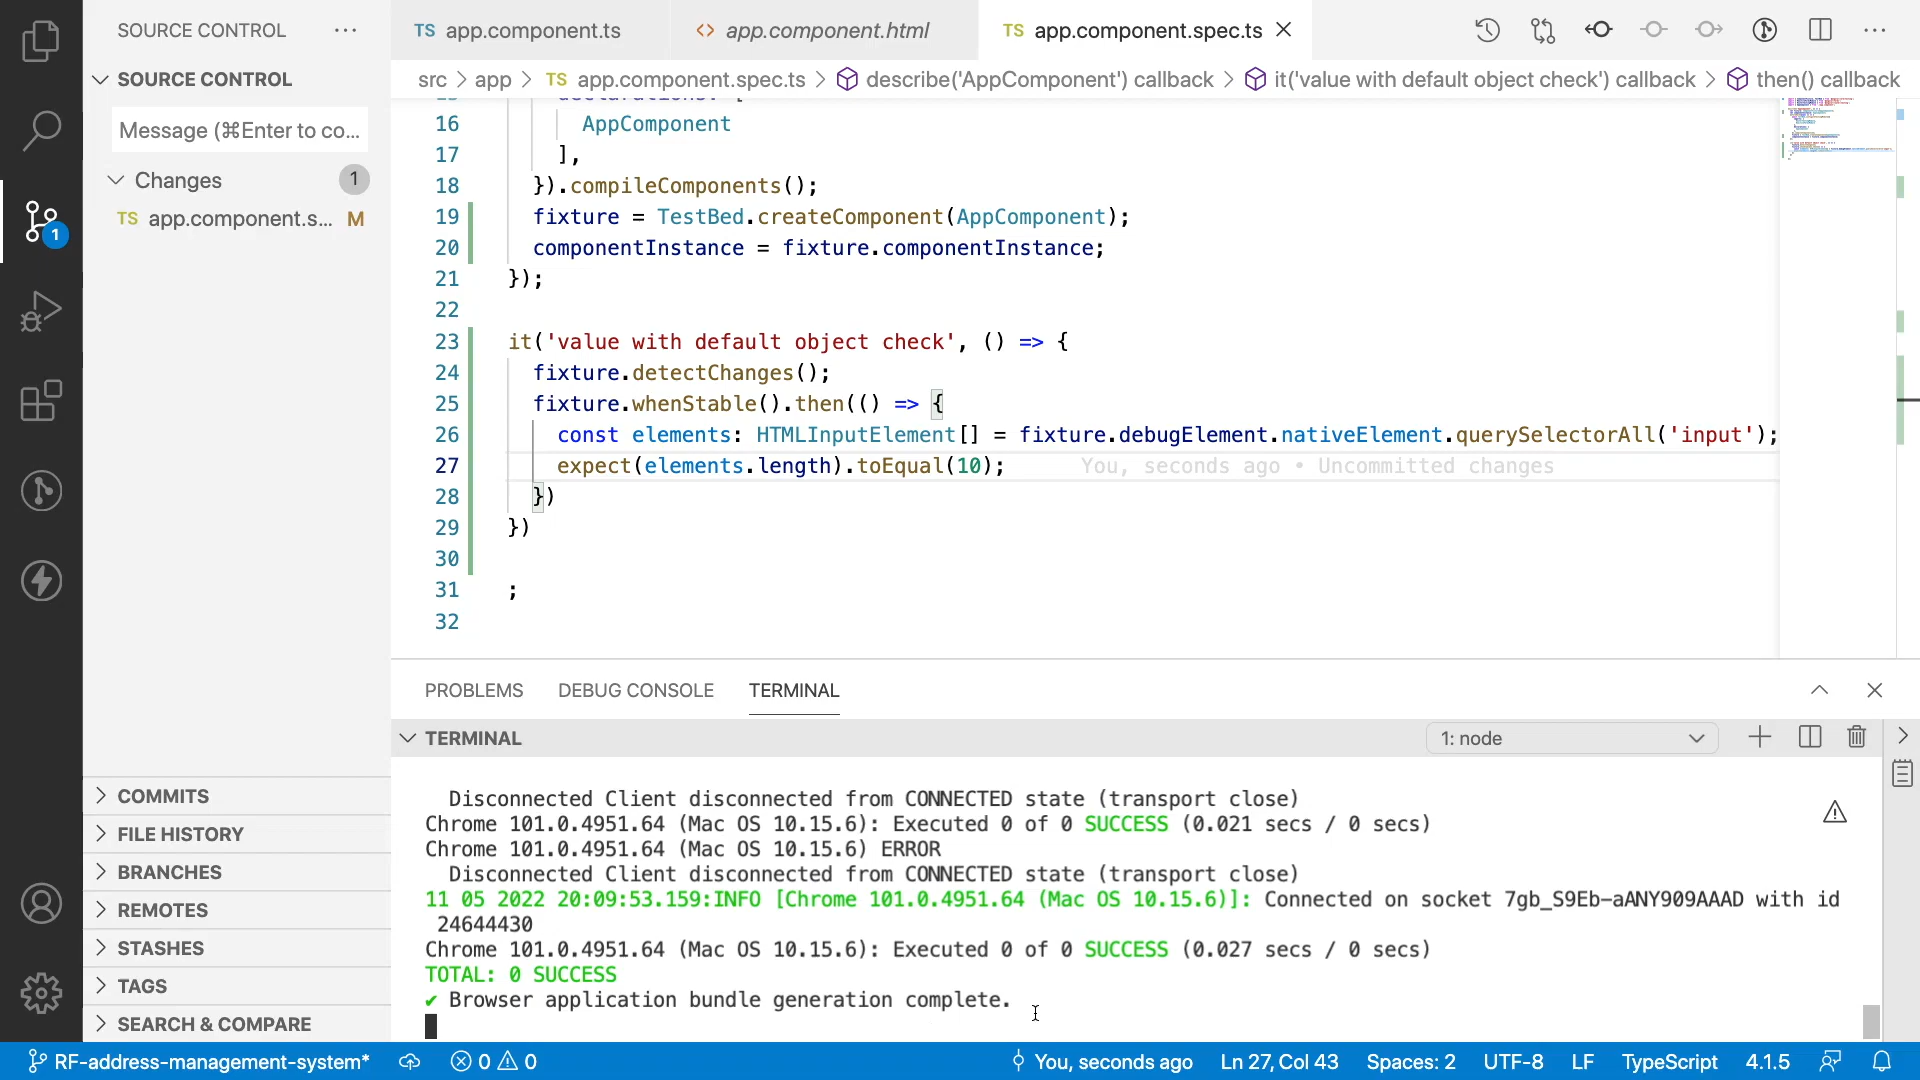 SOURCE CONTROL ···
TS app.component.ts
<> app.component.html
TS app.component.spec.ts
SOURCE CONTROL
Message (⌘Enter to co...
Changes 1
TS app.component.s... M
1
src > app > TS app.component.spec.ts > describe('AppComponent') callback > it('value with default object check') callback > then() callback
16 AppComponent
17 ],
18 }).compileComponents();
19 fixture = TestBed.createComponent(AppComponent);
20 componentInstance = fixture.componentInstance;
21 });
22
23 it('value with default object check', () => {
24 fixture.detectChanges();
25 fixture.whenStable().then(() => {
26 const elements: HTMLInputElement[] = fixture.debugElement.nativeElement.querySelectorAll('input');
27 expect(elements.length).toEqual(10); You, seconds ago • Uncommitted changes
28 })
29 })
30
31 ;
32
PROBLEMS DEBUG CONSOLE TERMINAL
TERMINAL 1: node
Disconnected Client disconnected from CONNECTED state (transport close)
Chrome 101.0.4951.64 (Mac OS 10.15.6): Executed 0 of 0 SUCCESS (0.021 secs / 0 secs)
Chrome 101.0.4951.64 (Mac OS 10.15.6) ERROR
Disconnected Client disconnected from CONNECTED state (transport close)
11 05 2022 20:09:53.159:INFO [Chrome 101.0.4951.64 (Mac OS 10.15.6)]: Connected on socket 7gb_S9Eb-aANY909AAAD with id
24644430
Chrome 101.0.4951.64 (Mac OS 10.15.6): Executed 0 of 0 SUCCESS (0.027 secs / 0 secs)
TOTAL: 0 SUCCESS
✔ Browser application bundle generation complete.
COMMITS
FILE HISTORY
BRANCHES
REMOTES
STASHES
TAGS
SEARCH & COMPARE
RF-address-management-system* 0 0 You, seconds ago Ln 27, Col 43 Spaces: 2 UTF-8 LF TypeScript 4.1.5